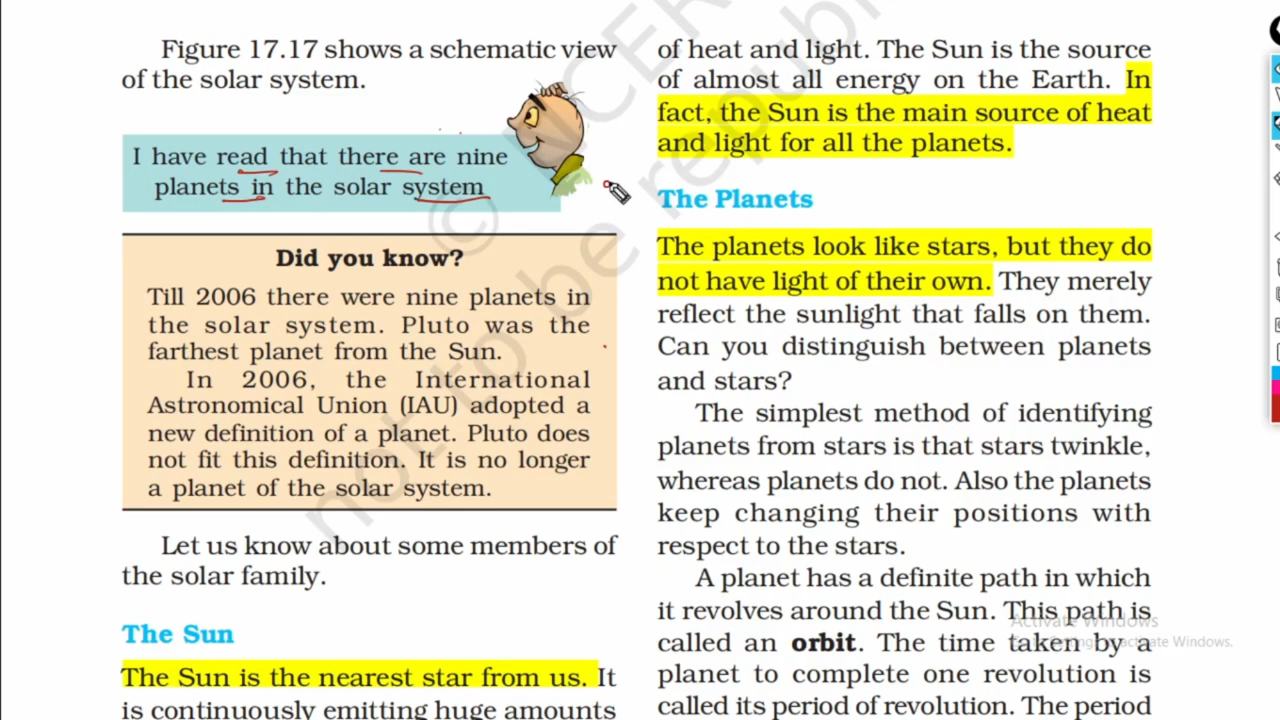 Figure 17.17 shows a schematic view
of the solar system.
I have read that there are nine
planets in the solar system
Did you know?
Till 2006 there were nine planets in
the solar system. Pluto was the
farthest planet from the Sun.
In 2006, the International
Astronomical Union (IAU) adopted a
new definition of a planet. Pluto does
not fit this definition. It is no longer
a planet of the solar system.
Let us know about some members of
the solar family.
The Sun
The Sun is the nearest star from us. It
is continuously emitting huge amounts
of heat and light. The Sun is the source
of almost all energy on the Earth. In
fact, the Sun is the main source of heat
and light for all the planets.
The Planets
The planets look like stars, but they do
not have light of their own. They merely
reflect the sunlight that falls on them.
Can you distinguish between planets
and stars?
The simplest method of identifying
planets from stars is that stars twinkle,
whereas planets do not. Also the planets
keep changing their positions with
respect to the stars.
A planet has a definite path in which
it revolves around the Sun. This path is
called an orbit. The time taken by a
planet to complete one revolution is
called its period of revolution. The period
© NCER
not to be republ
Activate Windows